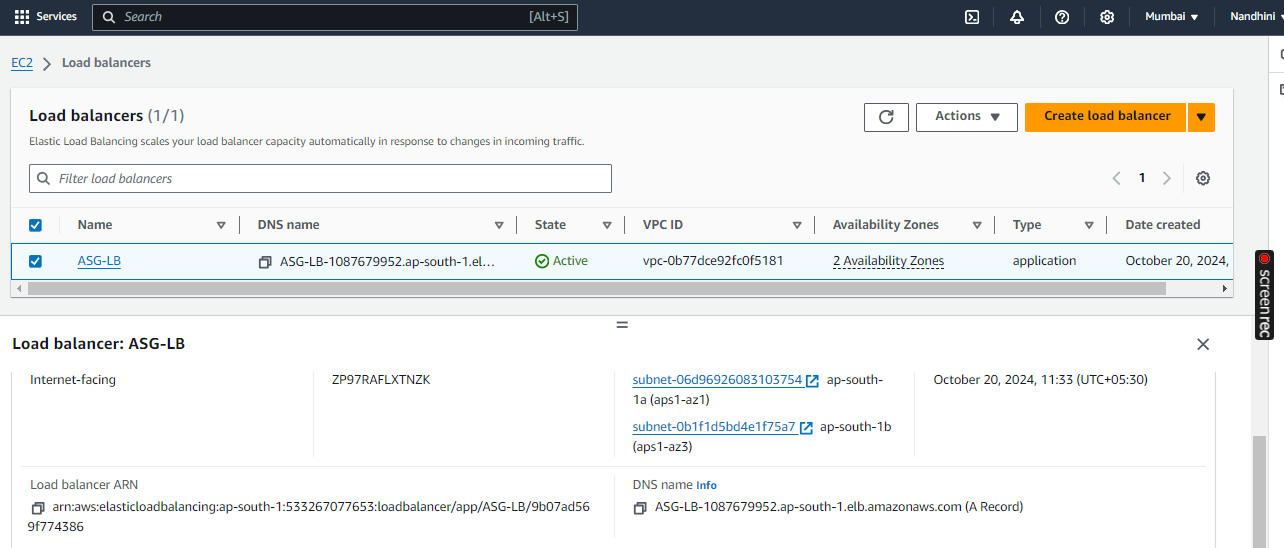 Services Search [Alt+S] Mumbai Nandhini
EC2 Load balancers
Load balancers (1/1) Actions Create load balancer
Elastic Load Balancing scales your load balancer capacity automatically in response to changes in incoming traffic.
Filter load balancers 1
Name DNS name State VPC ID Availability Zones Type Date created
ASG-LB ASG-LB-1087679952.ap-south-1.el... Active vpc-0b77dce92fc0f5181 2 Availability Zones application October 20, 2024,
screen rec
Load balancer: ASG-LB
Internet-facing ZP97RAFLXTNZK subnet-06d96926083103754 ap-south- October 20, 2024, 11:33 (UTC+05:30)
1a (aps1-az1)
subnet-0b1f1d5bd4e1f75a7 ap-south-1b
(aps1-az3)
Load balancer ARN DNS name Info
arn:aws:elasticloadbalancing:ap-south-1:533267077653:loadbalancer/app/ASG-LB/9b07ad56 ASG-LB-1087679952.ap-south-1.elb.amazonaws.com (A Record)
9f774386